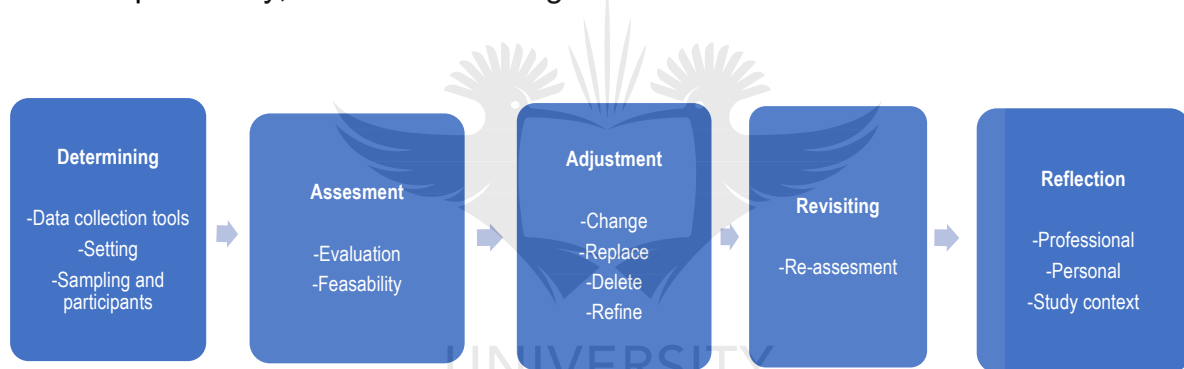 Determining
-Data collection tools
-Setting
-Sampling and
participants
Assesment
-Evaluation
-Feasability
Adjustment
-Change
-Replace
-Delete
-Refine
Revisiting
-Re-assesment
Reflection
-Professional
-Personal
-Study context
UNIVERSITY